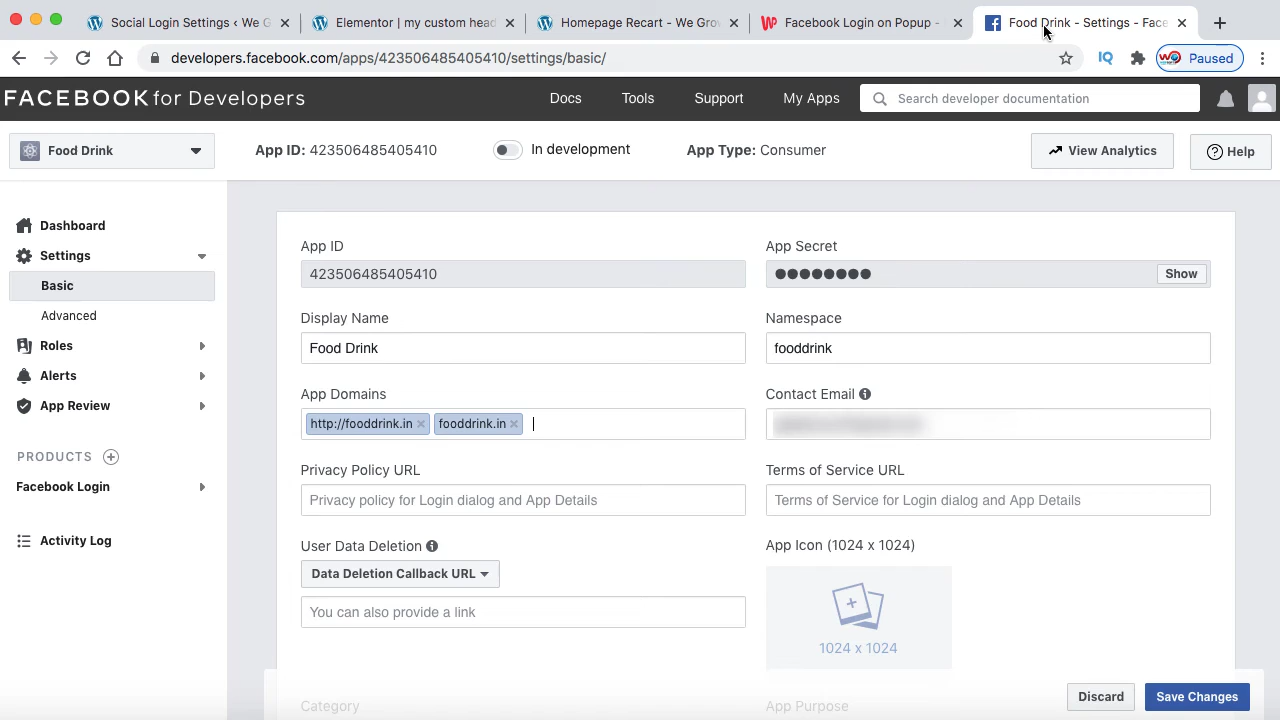 Social Login Settings ‹ We G
Elementor | my custom head
Homepage Recart - We Grov
Facebook Login on Popup -
Food Drink - Settings - Face
developers.facebook.com/apps/423506485405410/settings/basic/
IQ
Paused
FACEBOOK for Developers
Docs
Tools
Support
My Apps
Search developer documentation
Food Drink
App ID: 423506485405410
In development
App Type: Consumer
View Analytics
Help
Dashboard
Settings
Basic
Advanced
Roles
Alerts
App Review
PRODUCTS
Facebook Login
Activity Log
App ID
423506485405410
App Secret
●●●●●●●●
Show
Display Name
Food Drink
Namespace
fooddrink
App Domains
http://fooddrink.in
fooddrink.in
Contact Email
Privacy Policy URL
Privacy policy for Login dialog and App Details
Terms of Service URL
Terms of Service for Login dialog and App Details
User Data Deletion
Data Deletion Callback URL
You can also provide a link
App Icon (1024 x 1024)
1024 x 1024
Category
App Purpose
Discard
Save Changes